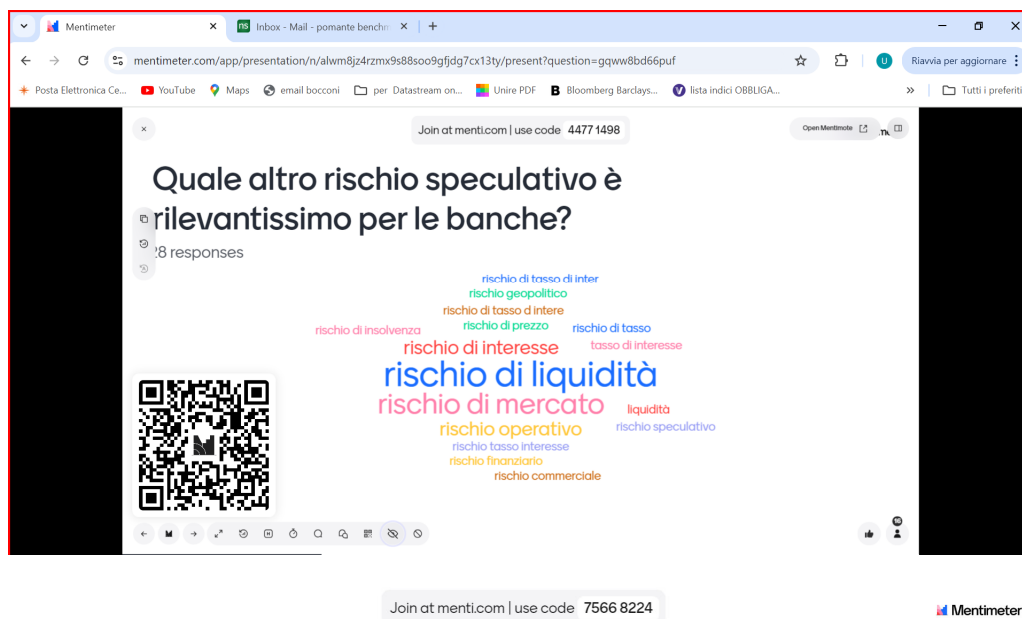 Mentimeter
ns Inbox - Mail - pomante benchm
mentimeter.com/app/presentation/n/alwm8jz4rzmx9s88soo9gfjdg7cx13ty/present?question=gqww8bd66puf
U
Riavvia per aggiornare
Posta Elettronica Ce...
YouTube
Maps
email bocconi
per Datastream on...
Unire PDF
B Bloomberg Barclays...
lista indici OBBLIGA...
Tutti i preferiti
Join at menti.com | use code 4477 1498
Open Mentimote
Quale altro rischio speculativo è
rilevantissimo per le banche?
28 responses
rischio di tasso di inter
rischio geopolitico
rischio di tasso d intere
rischio di prezzo
rischio di tasso
rischio di insolvenza
rischio di interesse
tasso di interesse
rischio di liquidità
rischio di mercato
liquidità
rischio operativo
rischio speculativo
rischio tasso interesse
rischio finanziario
rischio commerciale
Join at menti.com | use code 7566 8224
Mentimeter